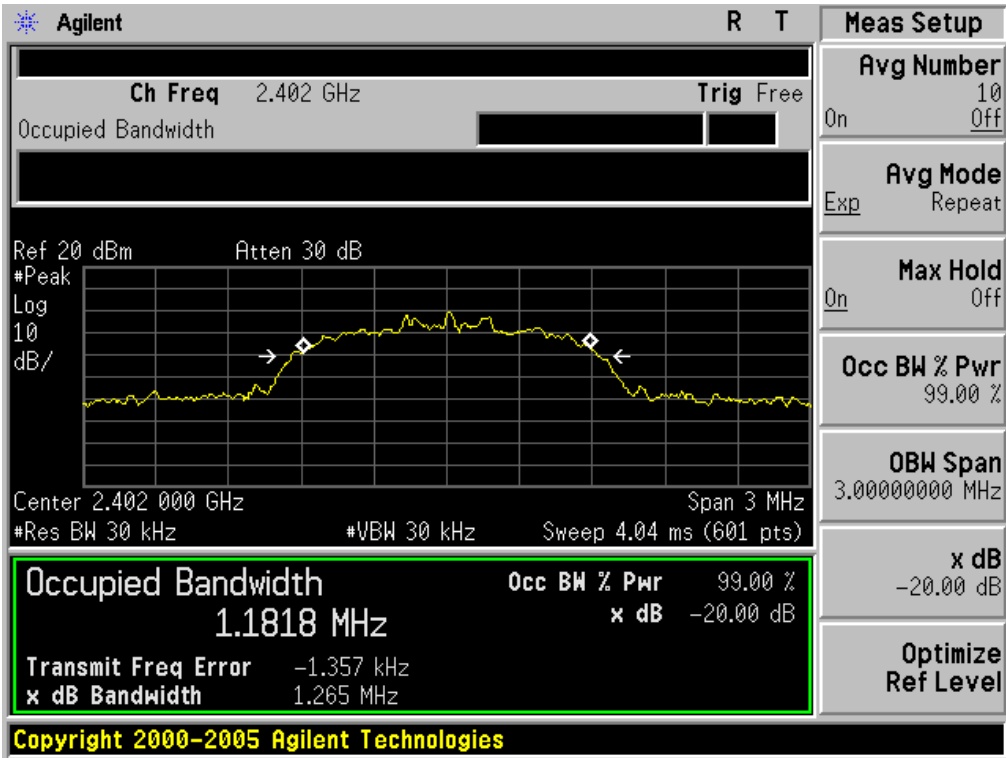 Agilent R T
Meas Setup
Ch Freq 2.402 GHz Trig Free
Occupied Bandwidth
Avg Number
10
On Off
Avg Mode
Exp Repeat
Max Hold
On Off
Occ BW % Pwr
99.00 %
OBW Span
3.00000000 MHz
x dB
-20.00 dB
Optimize
Ref Level
Ref 20 dBm Atten 30 dB
#Peak
Log
10
dB/
Center 2.402 000 GHz Span 3 MHz
#Res BW 30 kHz #VBW 30 kHz Sweep 4.04 ms (601 pts)
Occupied Bandwidth Occ BW % Pwr 99.00 %
1.1818 MHz x dB -20.00 dB
Transmit Freq Error -1.357 kHz
x dB Bandwidth 1.265 MHz
Copyright 2000-2005 Agilent Technologies